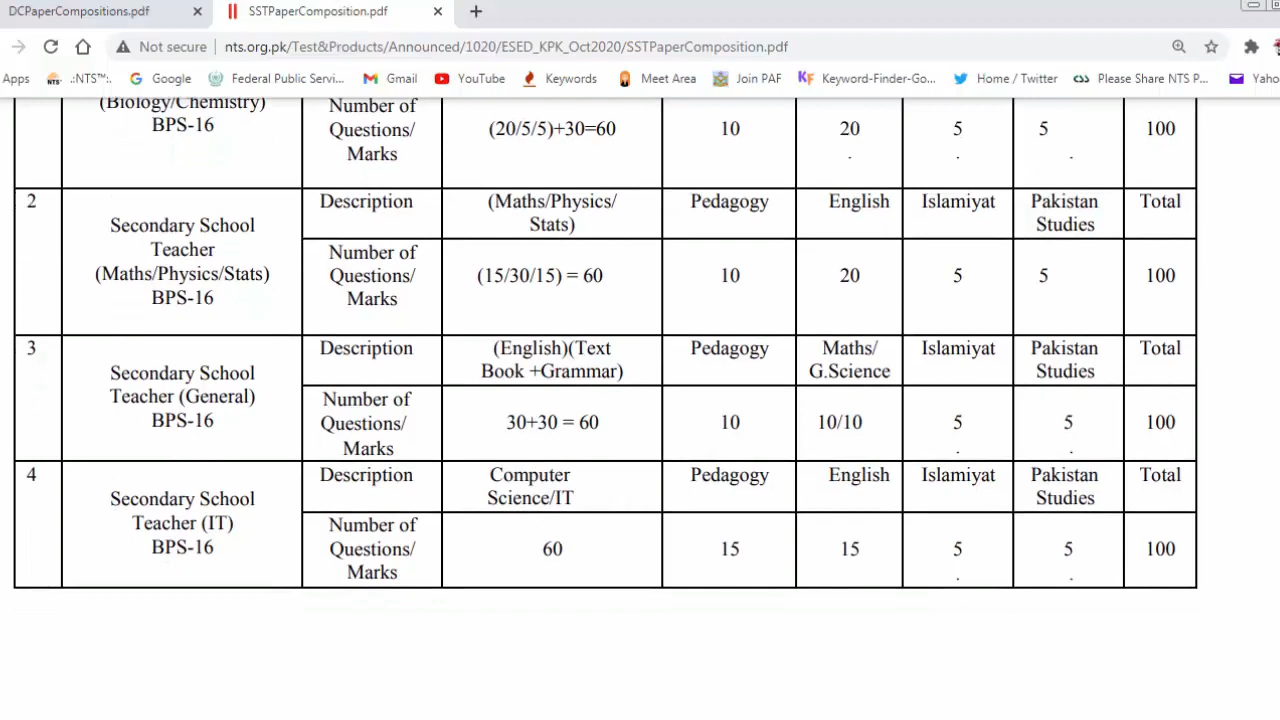 DCPaperCompositions.pdf
SSTPaperComposition.pdf
Not secure | nts.org.pk/Test&Products/Announced/1020/ESED_KPK_Oct2020/SSTPaperComposition.pdf
Apps .:NTS™:. Google Federal Public Servi... Gmail YouTube Keywords Meet Area Join PAF Keyword-Finder-Go... Home / Twitter Please Share NTS P... Yaho
(Biology/Chemistry)
BPS-16
Number of
Questions/
Marks
(20/5/5)+30=60
10
20
5
5
100
2
Secondary School
Teacher
(Maths/Physics/Stats)
BPS-16
Description
(Maths/Physics/
Stats)
Pedagogy
English
Islamiyat
Pakistan
Studies
Total
Number of
Questions/
Marks
(15/30/15) = 60
10
20
5
5
100
3
Secondary School
Teacher (General)
BPS-16
Description
(English)(Text
Book +Grammar)
Pedagogy
Maths/
G.Science
Islamiyat
Pakistan
Studies
Total
Number of
Questions/
Marks
30+30 = 60
10
10/10
5
5
100
4
Secondary School
Teacher (IT)
BPS-16
Description
Computer
Science/IT
Pedagogy
English
Islamiyat
Pakistan
Studies
Total
Number of
Questions/
Marks
60
15
15
5
5
100